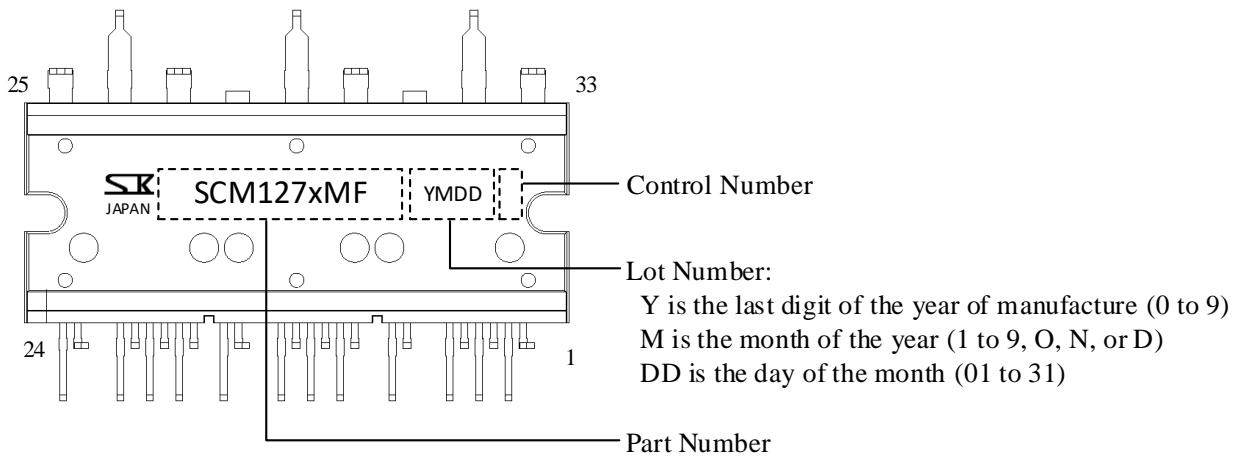 25
33
SK
JAPAN
SCM127xMF
YMDD
Control Number
Lot Number:
Y is the last digit of the year of manufacture (0 to 9)
M is the month of the year (1 to 9, O, N, or D)
DD is the day of the month (01 to 31)
24
1
Part Number